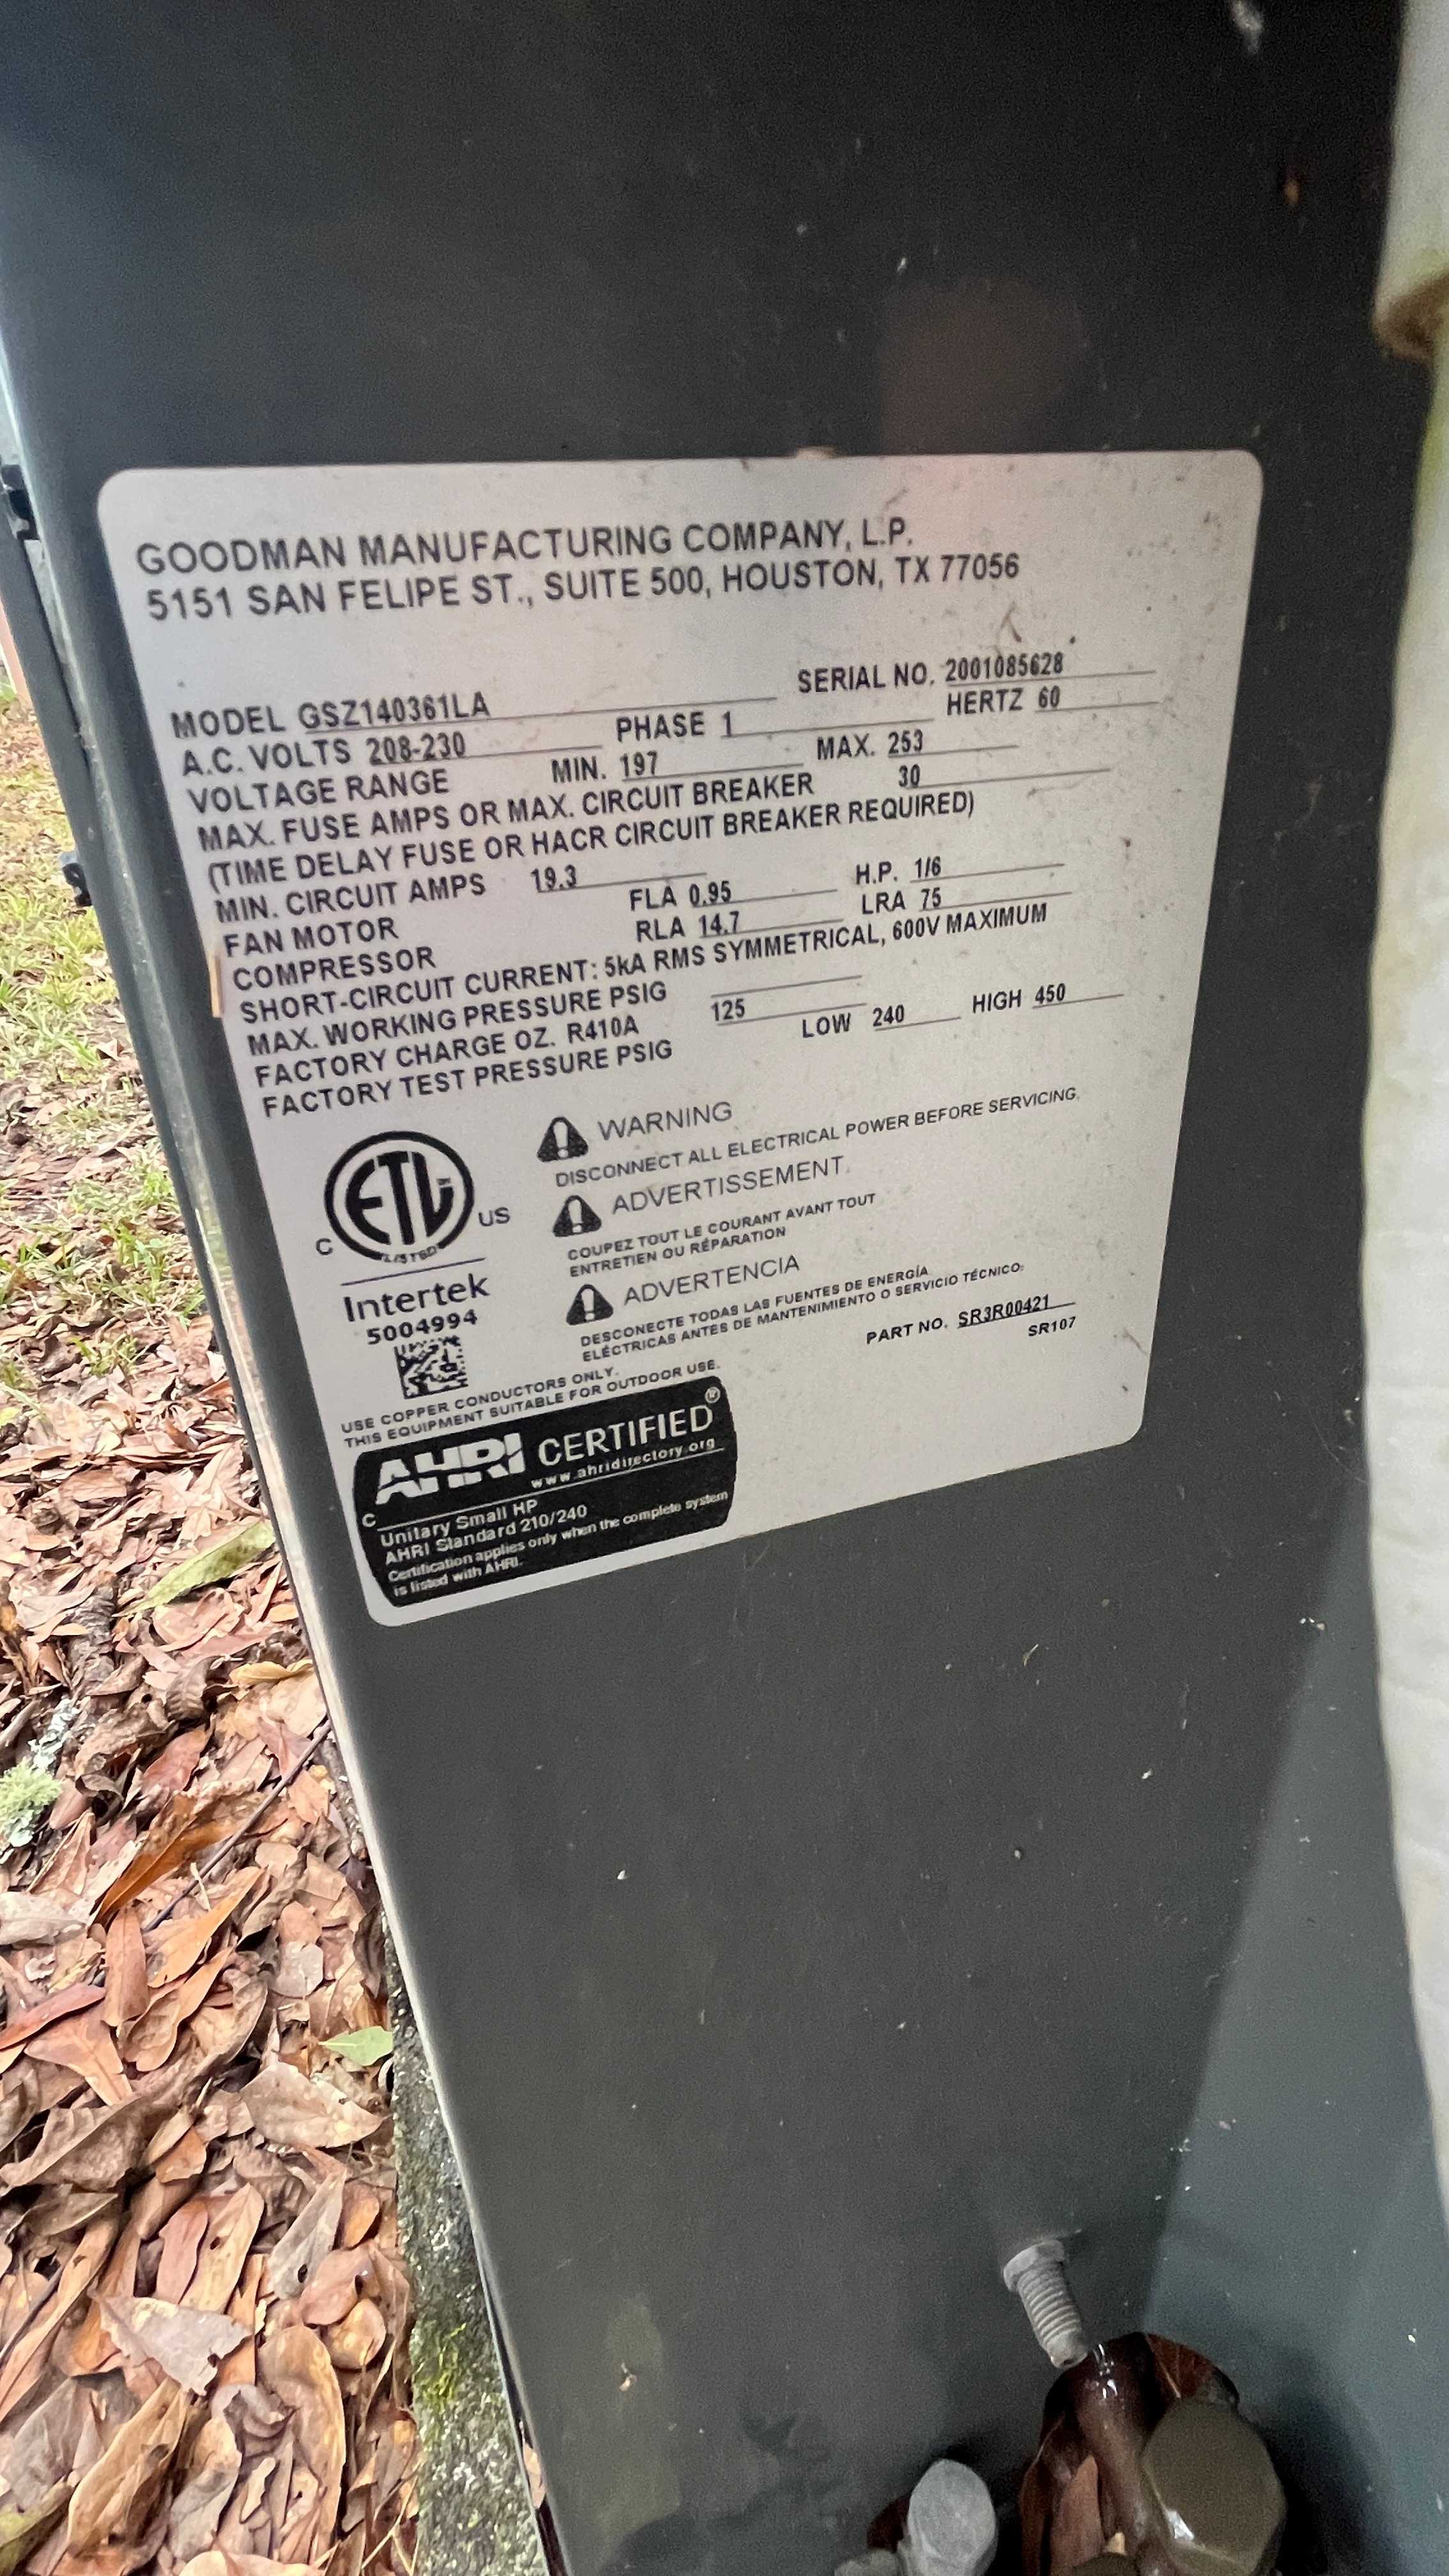 GOODMAN MANUFACTURING COMPANY, L.P.
5151 SAN FELIPE ST., SUITE 500, HOUSTON, TX 77056
MODEL GSZ140361LA SERIAL NO. 2001085628
A.C. VOLTS 208-230 PHASE 1 HERTZ 60
VOLTAGE RANGE MIN. 197 MAX. 253
MAX. FUSE AMPS OR MAX. CIRCUIT BREAKER 30
(TIME DELAY FUSE OR HACR CIRCUIT BREAKER REQUIRED)
MIN. CIRCUIT AMPS 19.3
FAN MOTOR FLA 0.95 H.P. 1/6
COMPRESSOR RLA 14.7 LRA 75
SHORT-CIRCUIT CURRENT: 5kA RMS SYMMETRICAL, 600V MAXIMUM
MAX. WORKING PRESSURE PSIG
FACTORY CHARGE OZ. R410A 125
FACTORY TEST PRESSURE PSIG LOW 240 HIGH 450
C ETL US
LISTED
Intertek
5004994
WARNING
DISCONNECT ALL ELECTRICAL POWER BEFORE SERVICING.
ADVERTISSEMENT
COUPEZ TOUT LE COURANT AVANT TOUT
ENTRETIEN OU RÉPARATION
ADVERTENCIA
DESCONECTE TODAS LAS FUENTES DE ENERGÍA
ELÉCTRICAS ANTES DE MANTENIMIENTO O SERVICIO TÉCNICO.
PART NO. SR3R00421
SR107
USE COPPER CONDUCTORS ONLY.
THIS EQUIPMENT SUITABLE FOR OUTDOOR USE.
AHRI CERTIFIED®
www.ahridirectory.org
C
Unitary Small HP
AHRI Standard 210/240
Certification applies only when the complete system
is listed with AHRI.